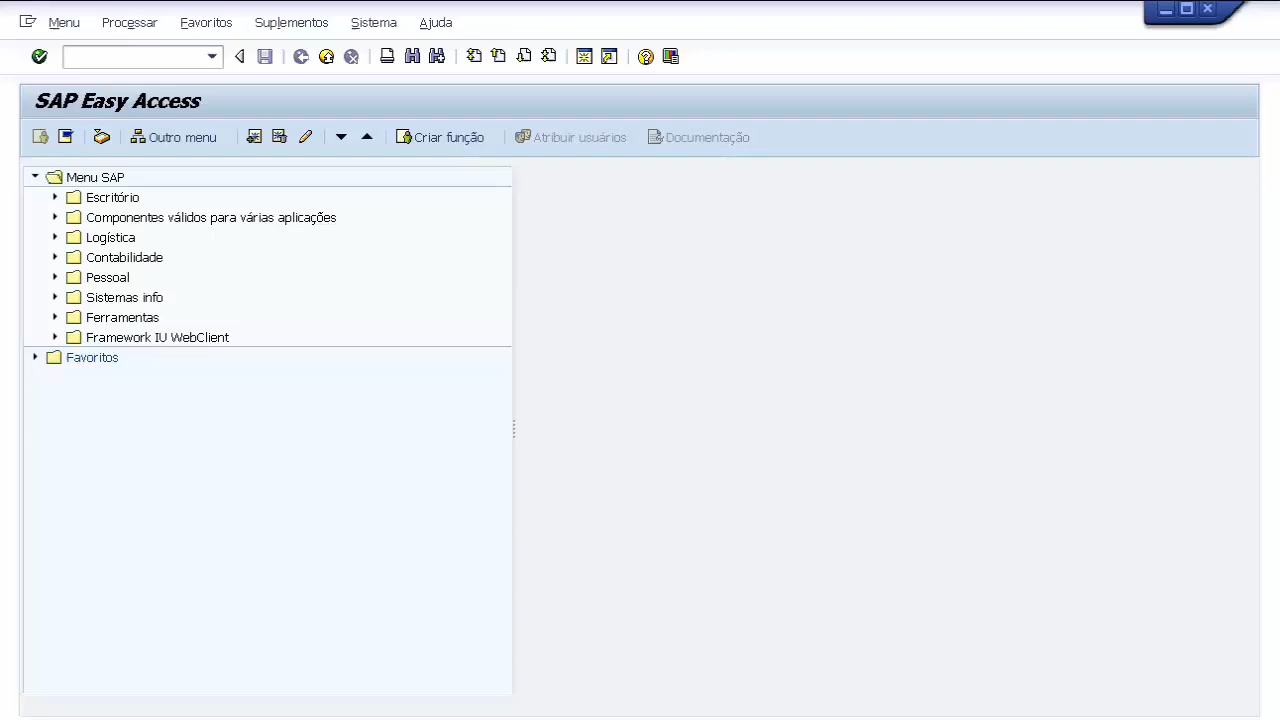 Menu Processar Favoritos Suplementos Sistema Ajuda
SAP Easy Access
Outro menu Criar função Atribuir usuários Documentação
Menu SAP
Escritório
Componentes válidos para várias aplicações
Logística
Contabilidade
Pessoal
Sistemas info
Ferramentas
Framework IU WebClient
Favoritos